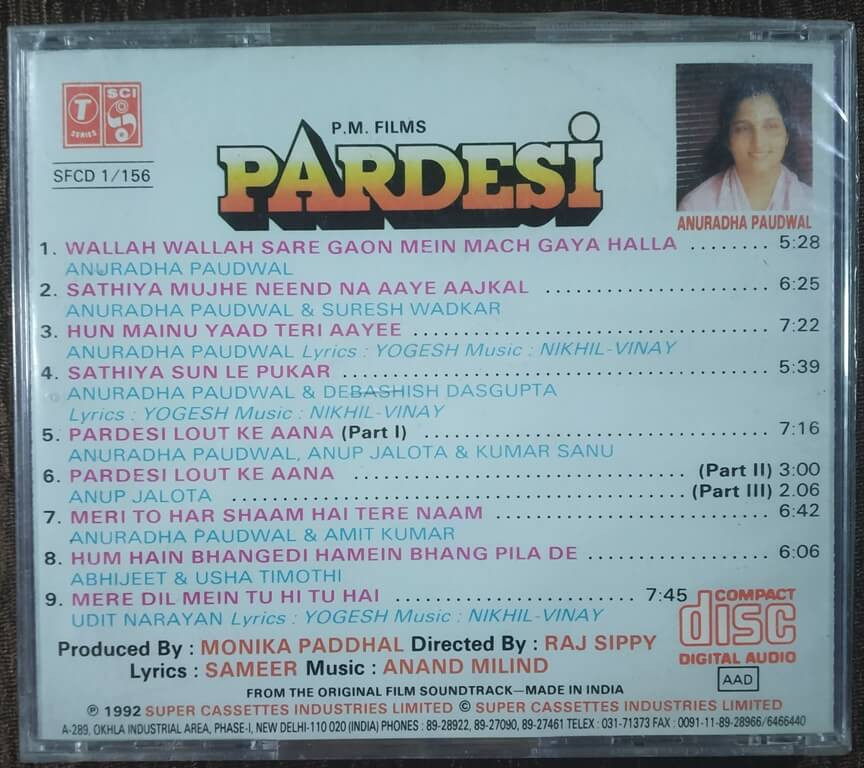 T
SERIES
SCI
SFCD 1/156
P.M. FILMS
PARDESi
ANURADHA PAUDWAL
1. WALLAH WALLAH SARE GAON MEIN MACH GAYA HALLA ........ 5:28
ANURADHA PAUDWAL
2. SATHIYA MUJHE NEEND NA AAYE AAJKAL ........ 6:25
ANURADHA PAUDWAL & SURESH WADKAR
3. HUN MAINU YAAD TERI AAYEE ........ 7:22
ANURADHA PAUDWAL Lyrics : YOGESH Music : NIKHIL-VINAY
4. SATHIYA SUN LE PUKAR ........ 5:39
ANURADHA PAUDWAL & DEBASHISH DASGUPTA
Lyrics : YOGESH Music : NIKHIL-VINAY
5. PARDESI LOUT KE AANA (Part I) ........ 7:16
ANURADHA PAUDWAL, ANUP JALOTA & KUMAR SANU
6. PARDESI LOUT KE AANA ........ (Part II) 3:00
ANUP JALOTA ........ (Part III) 2.06
7. MERI TO HAR SHAAM HAI TERE NAAM ........ 6:42
ANURADHA PAUDWAL & AMIT KUMAR
8. HUM HAIN BHANGEDI HAMEIN BHANG PILA DE ........ 6:06
ABHIJEET & USHA TIMOTHI
9. MERE DIL MEIN TU HI TU HAI ........ 7:45
UDIT NARAYAN Lyrics : YOGESH Music : NIKHIL-VINAY
COMPACT
disc
DIGITAL AUDIO
AAD
Produced By : MONIKA PADDHAL Directed By : RAJ SIPPY
Lyrics : SAMEER Music : ANAND MILIND
FROM THE ORIGINAL FILM SOUNDTRACK—MADE IN INDIA
℗ 1992 SUPER CASSETTES INDUSTRIES LIMITED © SUPER CASSETTES INDUSTRIES LIMITED
A-289, OKHLA INDUSTRIAL AREA, PHASE-I, NEW DELHI-110 020 (INDIA) PHONES : 89-28922, 89-27090, 89-27461 TELEX : 031-71373 FAX : 0091-11-89-28966/6466440